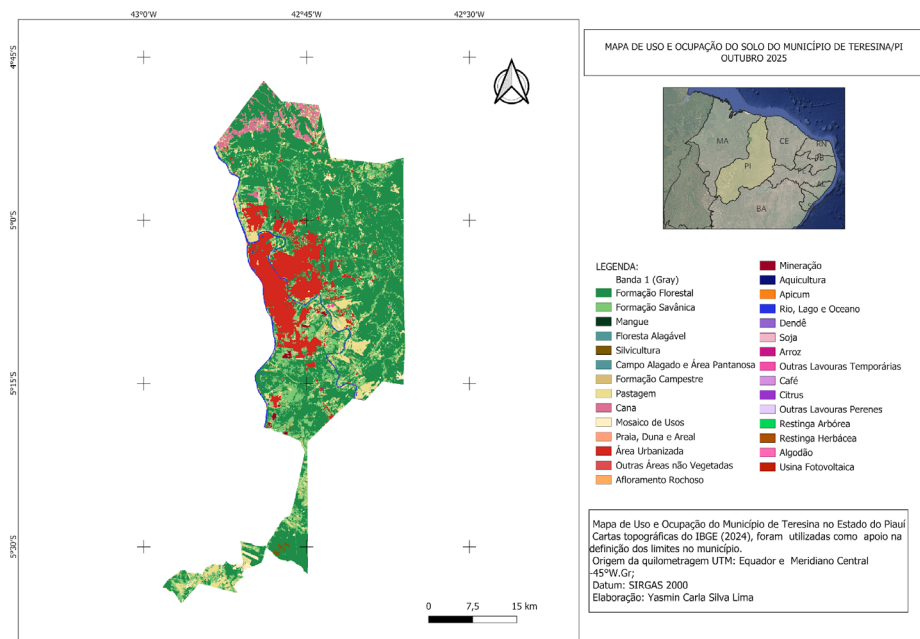 43°0'S
42°45'S
42°30'S
4°45'S
5°0'S
5°15'S
5°30'S
0 7,5 15 km
MAPA DE USO E OCUPAÇÃO DO SOLO DO MUNICÍPIO DE TERESINA/PI
OUTUBRO 2025
MA
CE
RN
PB
PI
AL
BA
LEGENDA:
Banda 1 (Gray)
Formação Florestal
Formação Savânica
Mangue
Floresta Alagável
Silvicultura
Campo Alagado e Área Pantanosa
Formação Campestre
Pastagem
Cana
Mosaico de Usos
Praia, Duna e Areal
Área Urbanizada
Outras Áreas não Vegetadas
Afloramento Rochoso
Mineração
Aquicultura
Apicum
Rio, Lago e Oceano
Dendê
Soja
Arroz
Outras Lavouras Temporárias
Café
Citrus
Outras Lavouras Perenes
Restinga Arbórea
Restinga Herbácea
Algodão
Usina Fotovoltaica
Mapa de Uso e Ocupação do Município de Teresina no Estado do Piauí
Cartas topográficas do IBGE (2024), foram utilizadas como apoio na
definição dos limites no município.
Origem da quilometragem UTM: Equador e Meridiano Central
-45°W.Gr;
Datum: SIRGAS 2000
Elaboração: Yasmin Carla Silva Lima